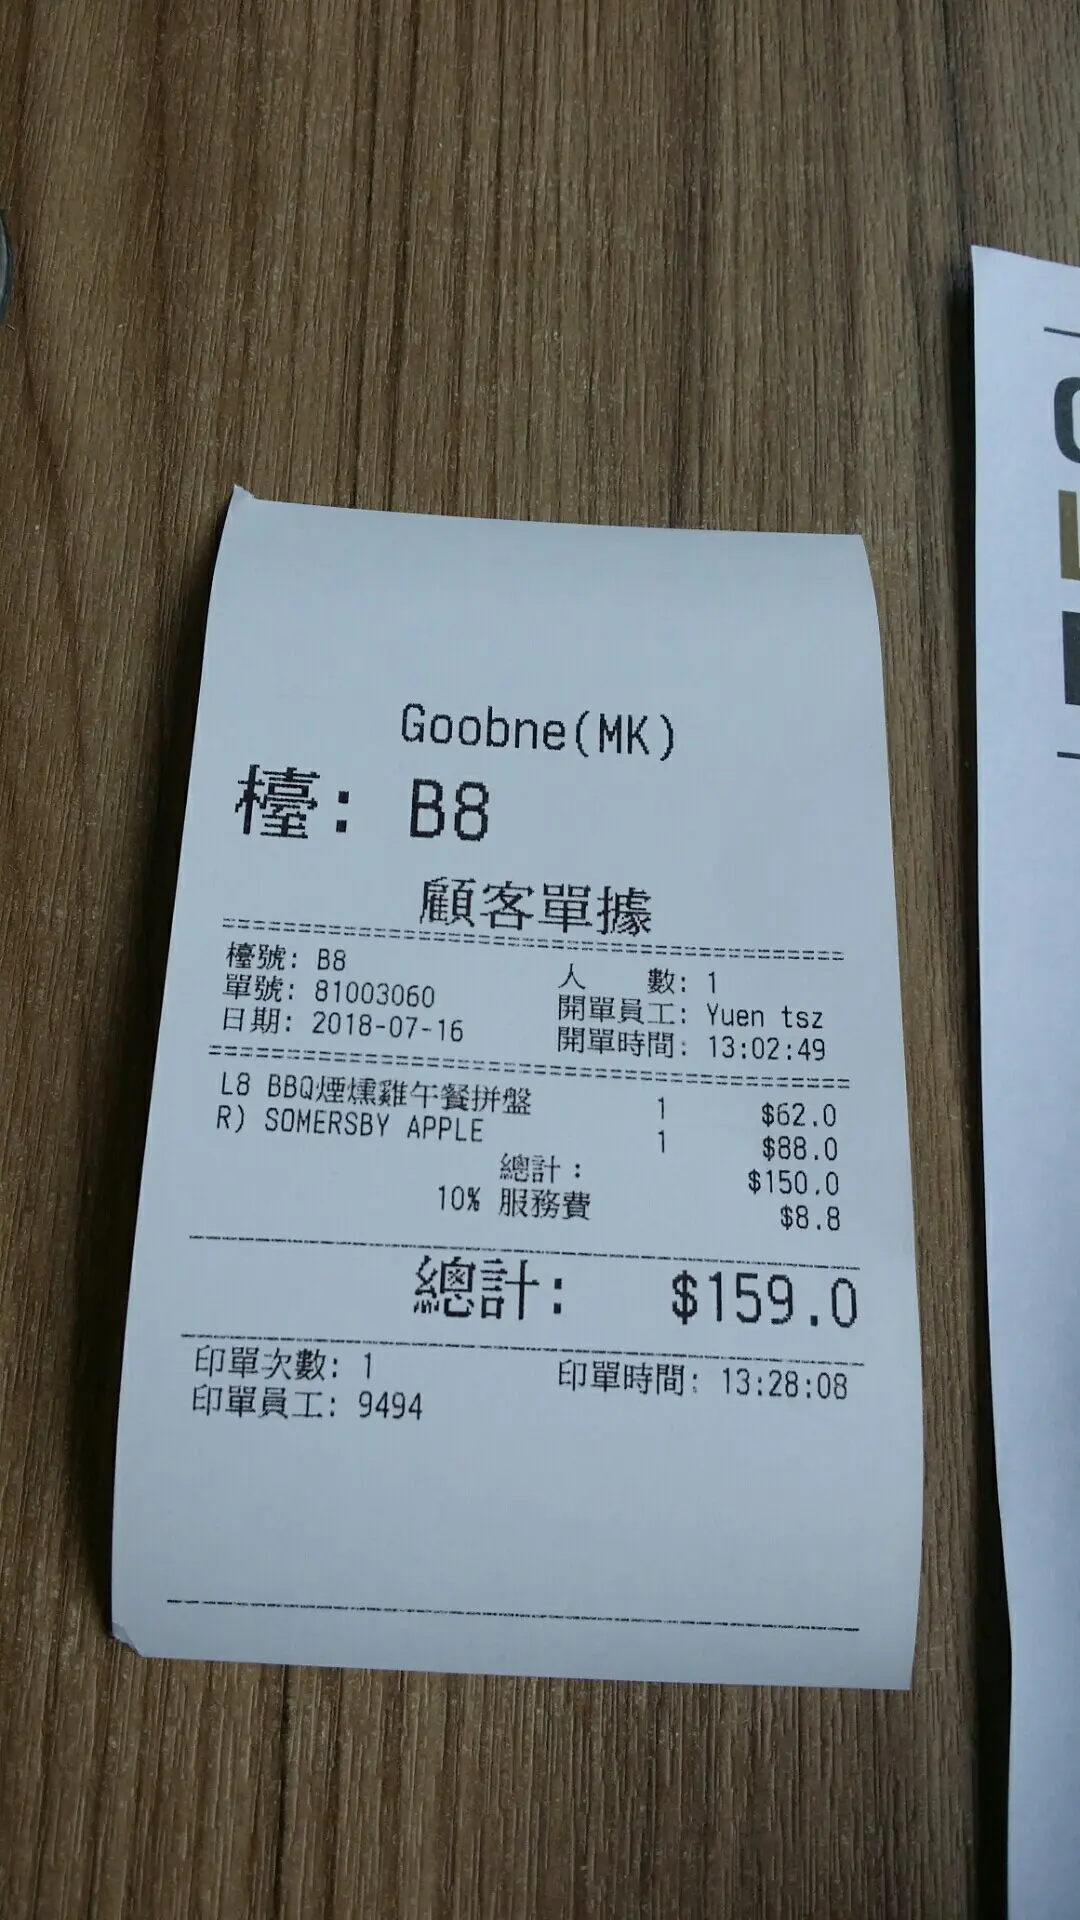 Goobne(MK)
檯: B8
顧客單據
檯號: B8
人 數: 1
單號: 81003060
開單員工: Yuen tsz
日期: 2018-07-16
開單時間: 13:02:49
L8 BBQ煙燻雞午餐拼盤 1 $62.0
R) SOMERSBY APPLE 1 $88.0
總計: $150.0
10% 服務費 $8.8
總計: $159.0
印單次數: 1
印單時間: 13:28:08
印單員工: 9494